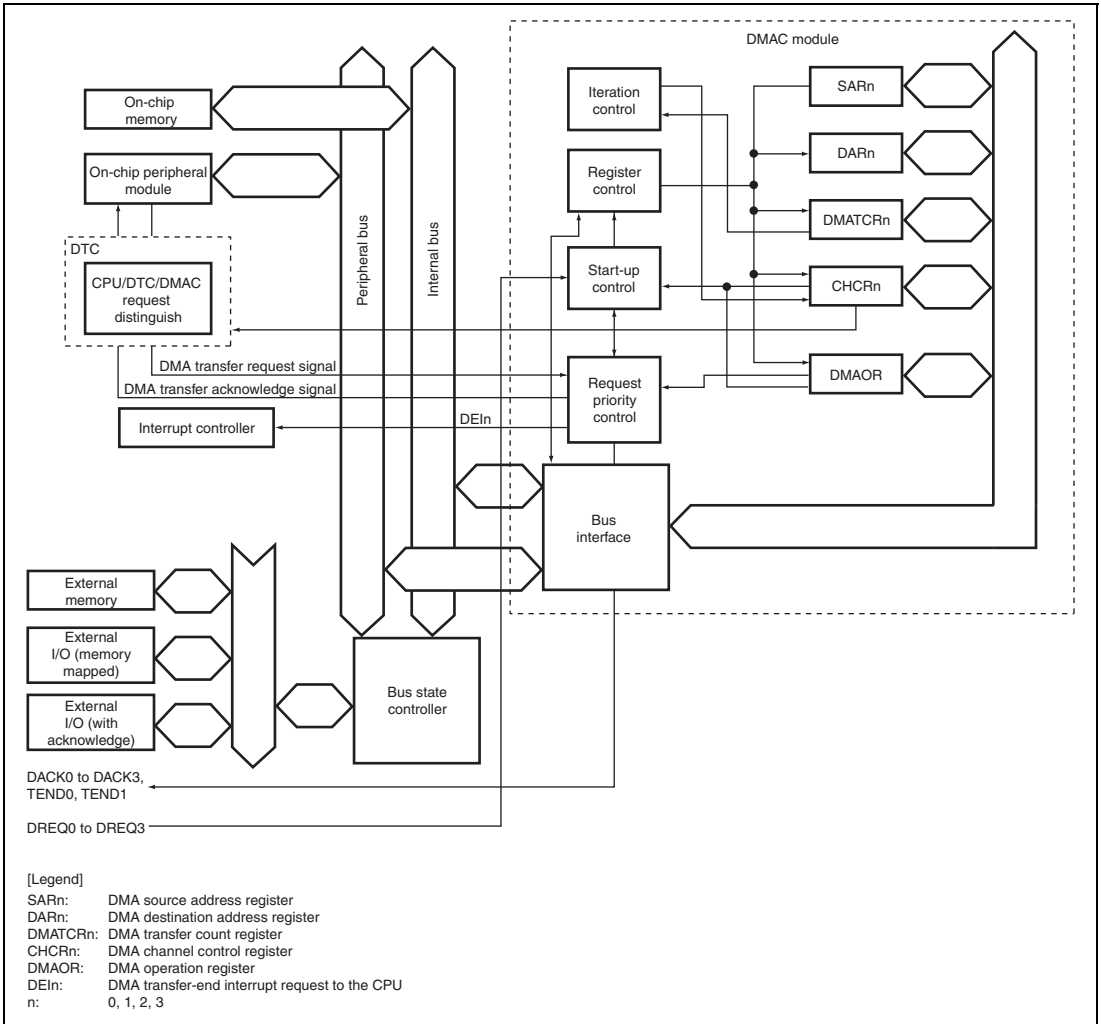 DMAC module
On-chip
memory
On-chip peripheral
module
DTC
CPU/DTC/DMAC
request
distinguish
Peripheral bus
Internal bus
Iteration
control
Register
control
Start-up
control
Request
priority
control
SARn
DARn
DMATCRn
CHCRn
DMAOR
DMA transfer request signal
DMA transfer acknowledge signal
DEIn
Interrupt controller
Bus
interface
External
memory
External
I/O (memory
mapped)
External
I/O (with
acknowledge)
Bus state
controller
DACK0 to DACK3,
TEND0, TEND1
DREQ0 to DREQ3
[Legend]
SARn: DMA source address register
DARn: DMA destination address register
DMATCRn: DMA transfer count register
CHCRn: DMA channel control register
DMAOR: DMA operation register
DEIn: DMA transfer-end interrupt request to the CPU
n: 0, 1, 2, 3